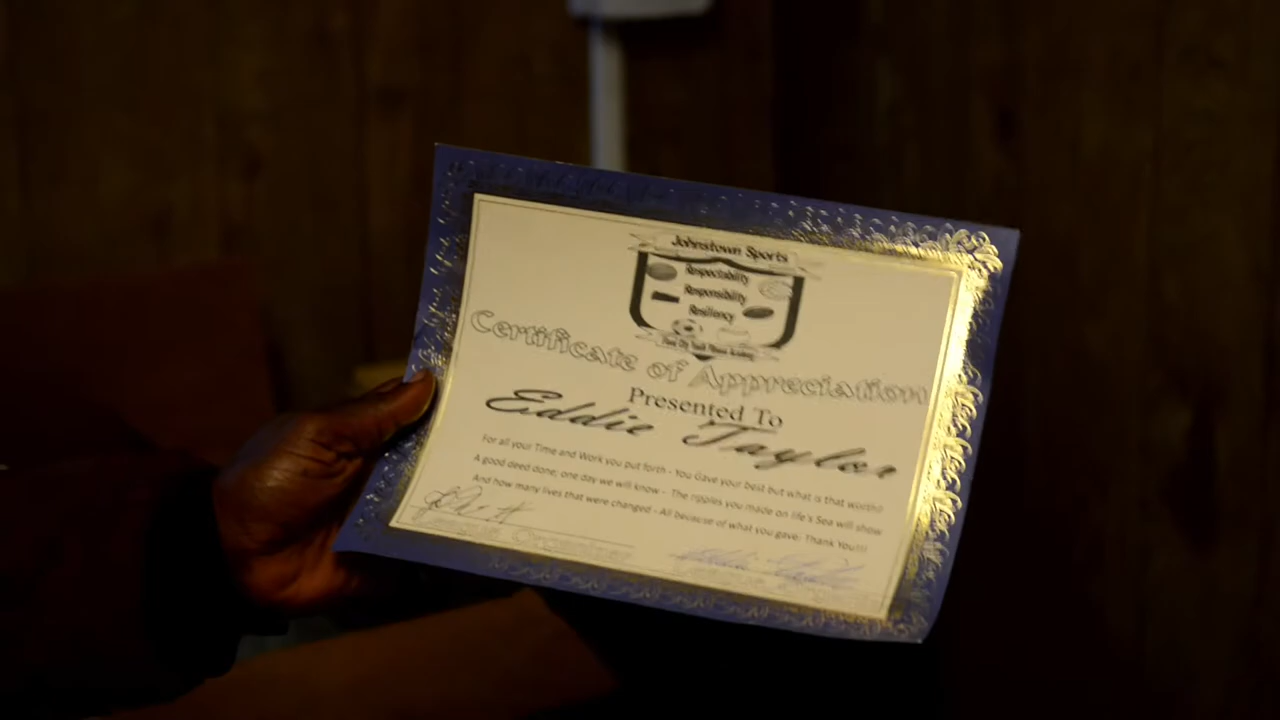 Johnstown Sports
Respectability
Responsibility
Resiliency
Certificate of Appreciation
Presented To
Eddie Taylor
For all your Time and Work you put forth - You Gave your best but what is that worth!!
A good deed done; one day we will know - The ripples you made on life's Sea will show
And how many lives that were changed - All because of what you gave. Thank You!!!
Organizer